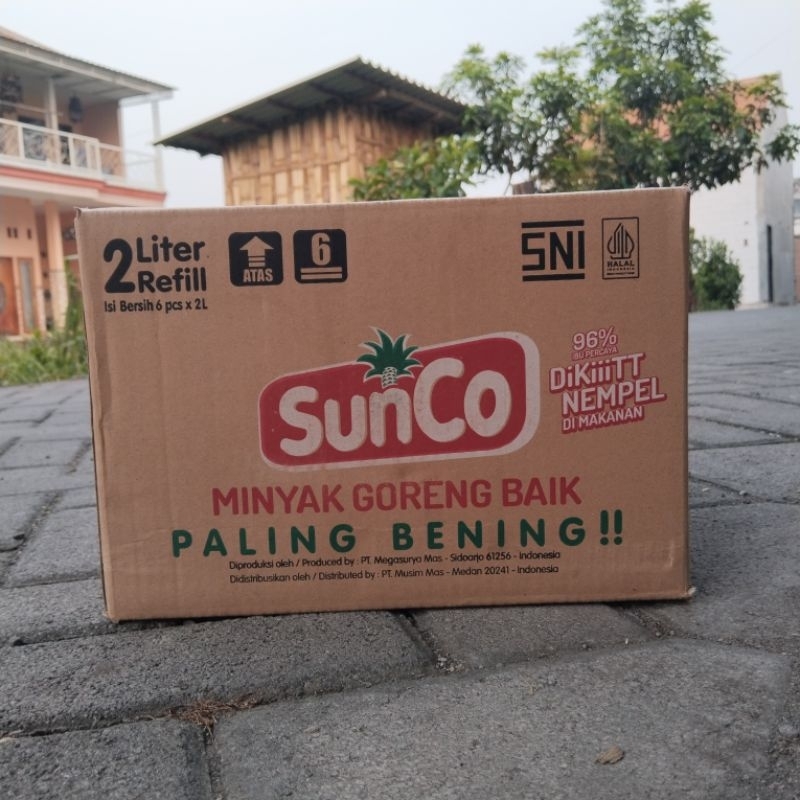 2 Liter
Refill
Isi Bersih 6 pcs x 2L
ATAS
6
SNI
HALAL
INDONESIA
SunCo
96%
IBU PERCAYA
DiKiiiTT
NEMPEL
DI MAKANAN
MINYAK GORENG BAIK
PALING BENING!!
Diproduksi oleh / Produced by : PT. Megasurya Mas - Sidoarjo 61256 - Indonesia
Didistribusikan oleh / Distributed by : PT. Musim Mas - Medan 20241 - Indonesia